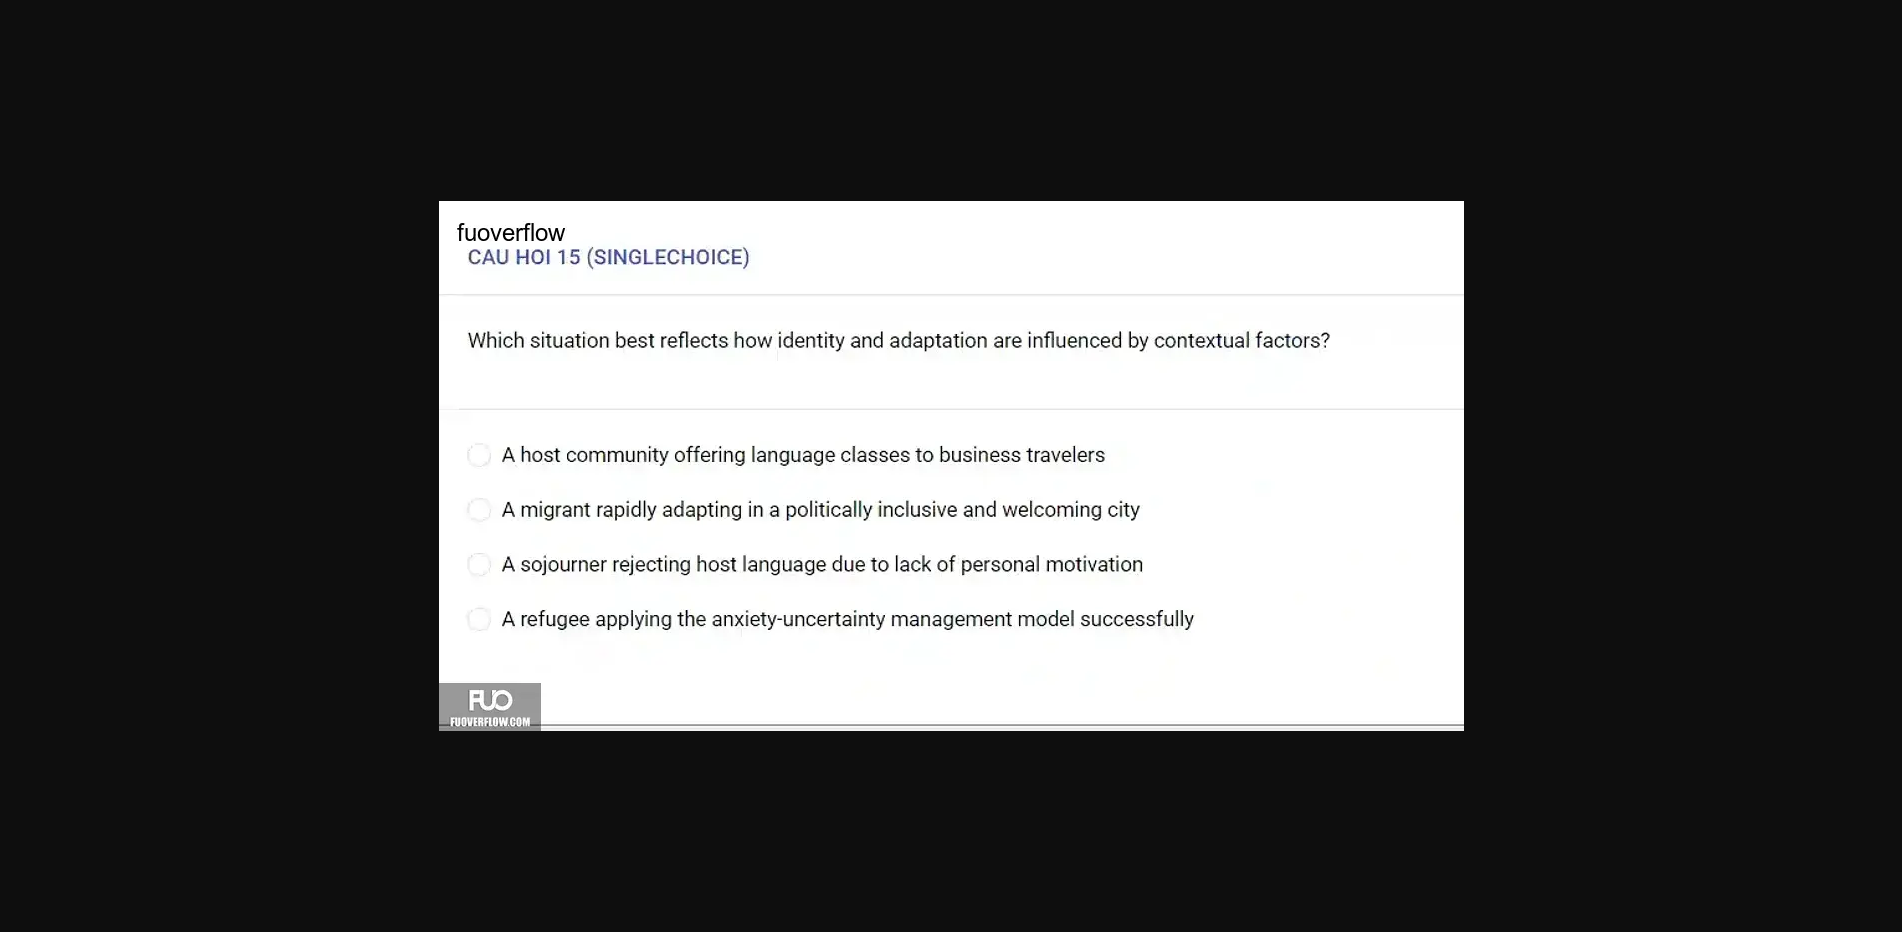 fuoverflow
CAU HOI 15 (SINGLECHOICE)
Which situation best reflects how identity and adaptation are influenced by contextual factors?
A host community offering language classes to business travelers
A migrant rapidly adapting in a politically inclusive and welcoming city
A sojourner rejecting host language due to lack of personal motivation
A refugee applying the anxiety-uncertainty management model successfully
FUO
FUOVERFLOW.COM